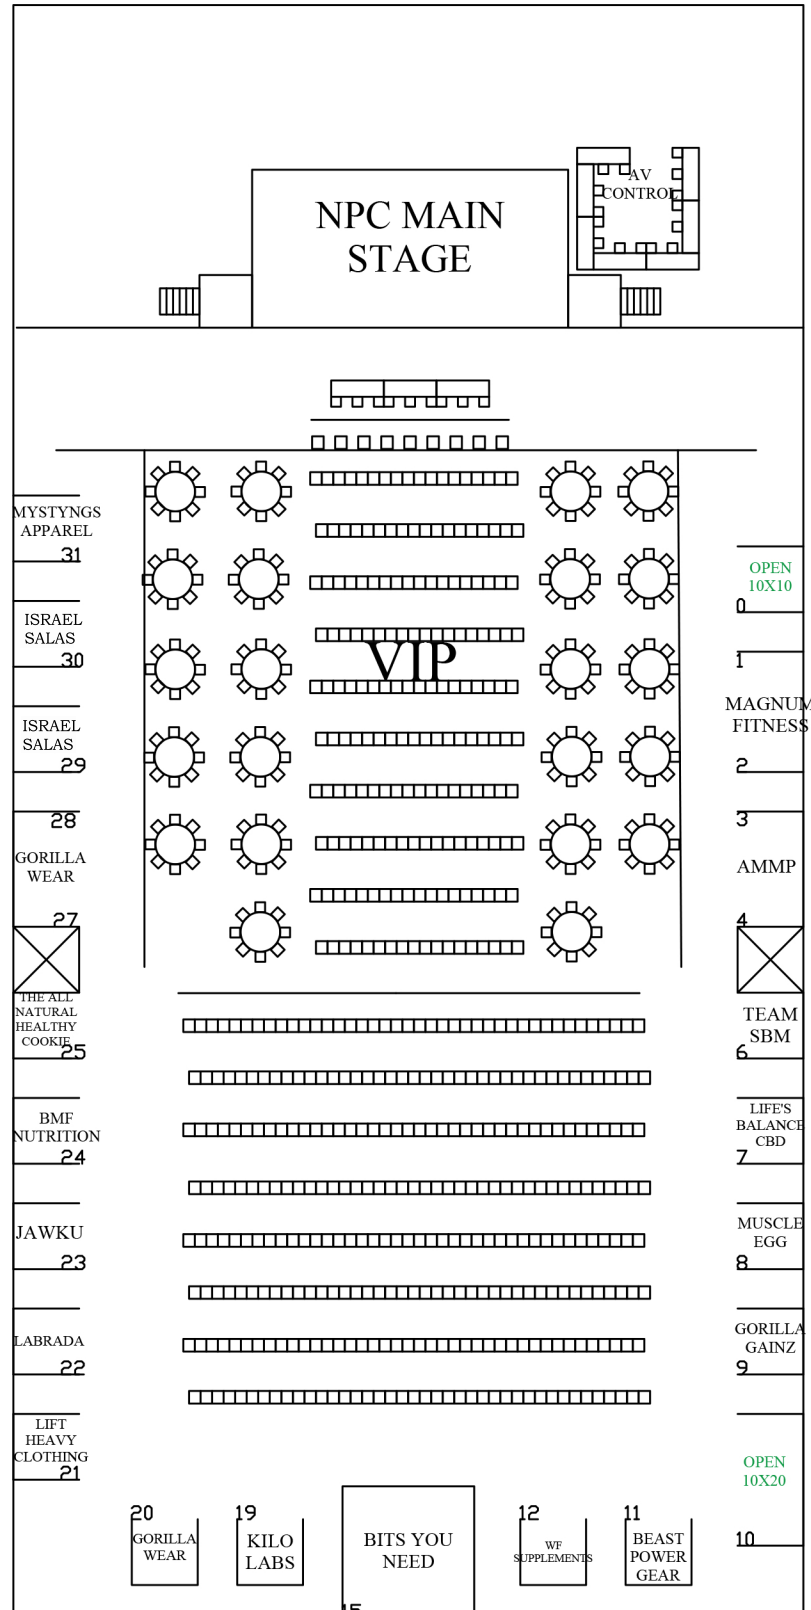 NPC MAIN
STAGE
AV
CONTROL
MYSTYNGS
APPAREL
31
OPEN
10X10
0
ISRAEL
SALAS
30
VIP
1
MAGNUM
FITNESS
2
ISRAEL
SALAS
29
28
GORILLA
WEAR
27
3
AMMP
4
THE ALL
NATURAL
HEALTHY
COOKIE
25
TEAM
SBM
6
BMF
NUTRITION
24
LIFE'S
BALANCE
CBD
7
JAWKU
23
MUSCLE
EGG
8
LABRADA
22
GORILLA
GAINZ
9
LIFT
HEAVY
CLOTHING
21
OPEN
10X20
10
20
GORILLA
WEAR
19
KILO
LABS
BITS YOU
NEED
15
12
WF
SUPPLEMENTS
11
BEAST
POWER
GEAR